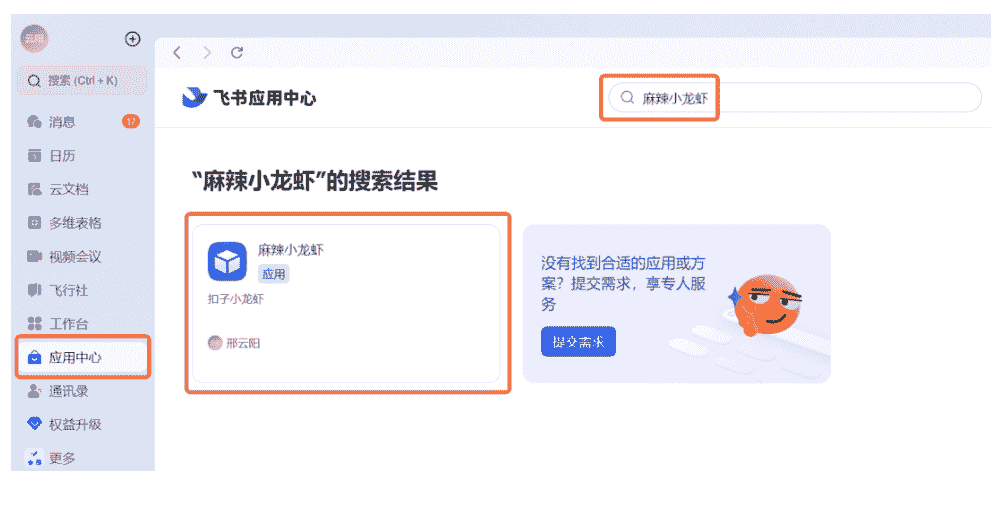 搜索 (Ctrl + K)
消息
17
日历
云文档
多维表格
视频会议
飞行社
工作台
应用中心
通讯录
权益升级
更多
飞书应用中心
麻辣小龙虾
“麻辣小龙虾”的搜索结果
麻辣小龙虾
应用
扣子小龙虾
邢云阳
没有找到合适的应用或方
案？提交需求，享专人服
务
提交需求